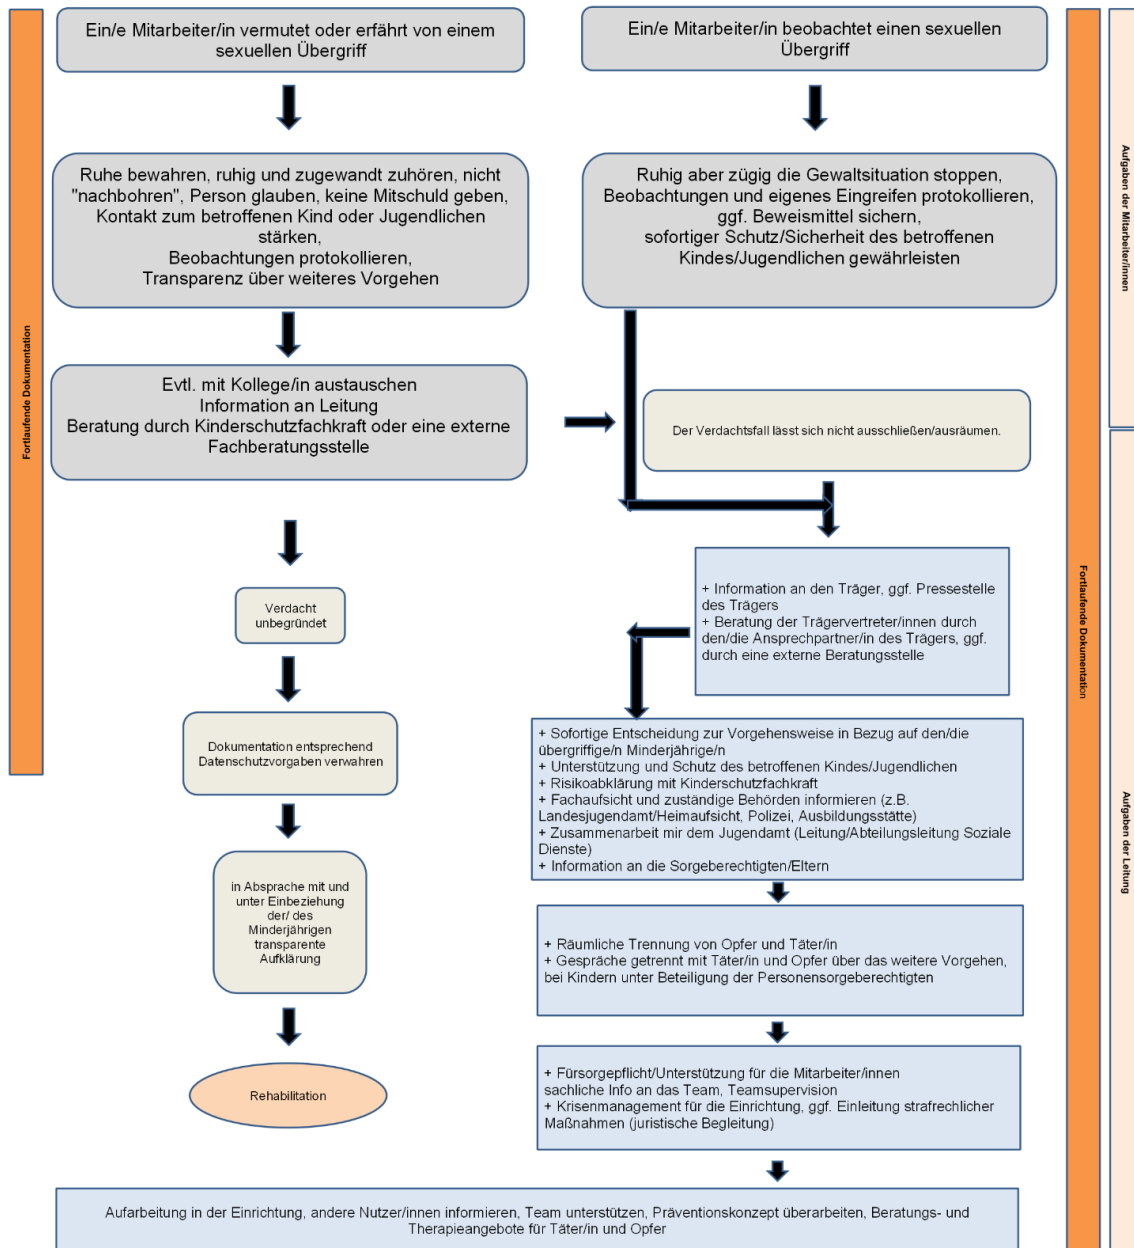 Ein/e Mitarbeiter/in vermutet oder erfährt von einem
sexuellen Übergriff
Ein/e Mitarbeiter/in beobachtet einen sexuellen
Übergriff
Ruhe bewahren, ruhig und zugewandt zuhören, nicht
"nachbohren", Person glauben, keine Mitschuld geben,
Kontakt zum betroffenen Kind oder Jugendlichen
stärken,
Beobachtungen protokollieren,
Transparenz über weiteres Vorgehen
Ruhig aber zügig die Gewaltsituation stoppen,
Beobachtungen und eigenes Eingreifen protokollieren,
ggf. Beweismittel sichern,
sofortiger Schutz/Sicherheit des betroffenen
Kindes/Jugendlichen gewährleisten
Evtl. mit Kollege/in austauschen
Information an Leitung
Beratung durch Kinderschutzfachkraft oder eine externe
Fachberatungsstelle
Der Verdachtsfall lässt sich nicht ausschließen/ausräumen.
Verdacht
unbegründet
Dokumentation entsprechend
Datenschutzvorgaben verwahren
in Absprache mit und
unter Einbeziehung
der/ des
Minderjährigen
transparente
Aufklärung
Rehabilitation
+ Information an den Träger, ggf. Pressestelle
des Trägers
+ Beratung der Trägervertreter/innen durch
den/die Ansprechpartner/in des Trägers, ggf.
durch eine externe Beratungsstelle
+ Sofortige Entscheidung zur Vorgehensweise in Bezug auf den/die
übergriffige/n Minderjährige/n
+ Unterstützung und Schutz des betroffenen Kindes/Jugendlichen
+ Risikoabklärung mit Kinderschutzfachkraft
+ Fachaufsicht und zuständige Behörden informieren (z.B.
Landesjugendamt/Heimaufsicht, Polizei, Ausbildungsstätte)
+ Zusammenarbeit mir dem Jugendamt (Leitung/Abteilungsleitung Soziale
Dienste)
+ Information an die Sorgeberechtigten/Eltern
+ Räumliche Trennung von Opfer und Täter/in
+ Gespräche getrennt mit Täter/in und Opfer über das weitere Vorgehen,
bei Kindern unter Beteiligung der Personensorgeberechtigten
+ Fürsorgepflicht/Unterstützung für die Mitarbeiter/innen
sachliche Info an das Team, Teamsupervision
+ Krisenmanagement für die Einrichtung, ggf. Einleitung strafrechlicher
Maßnahmen (juristische Begleitung)
Aufarbeitung in der Einrichtung, andere Nutzer/innen informieren, Team unterstützen, Präventionskonzept überarbeiten, Beratungs- und
Therapieangebote für Täter/in und Opfer
Fortlaufende Dokumentation
Fortlaufende Dokumentation
Aufgaben der Mitarbeiter/innen
Aufgaben der Leitung